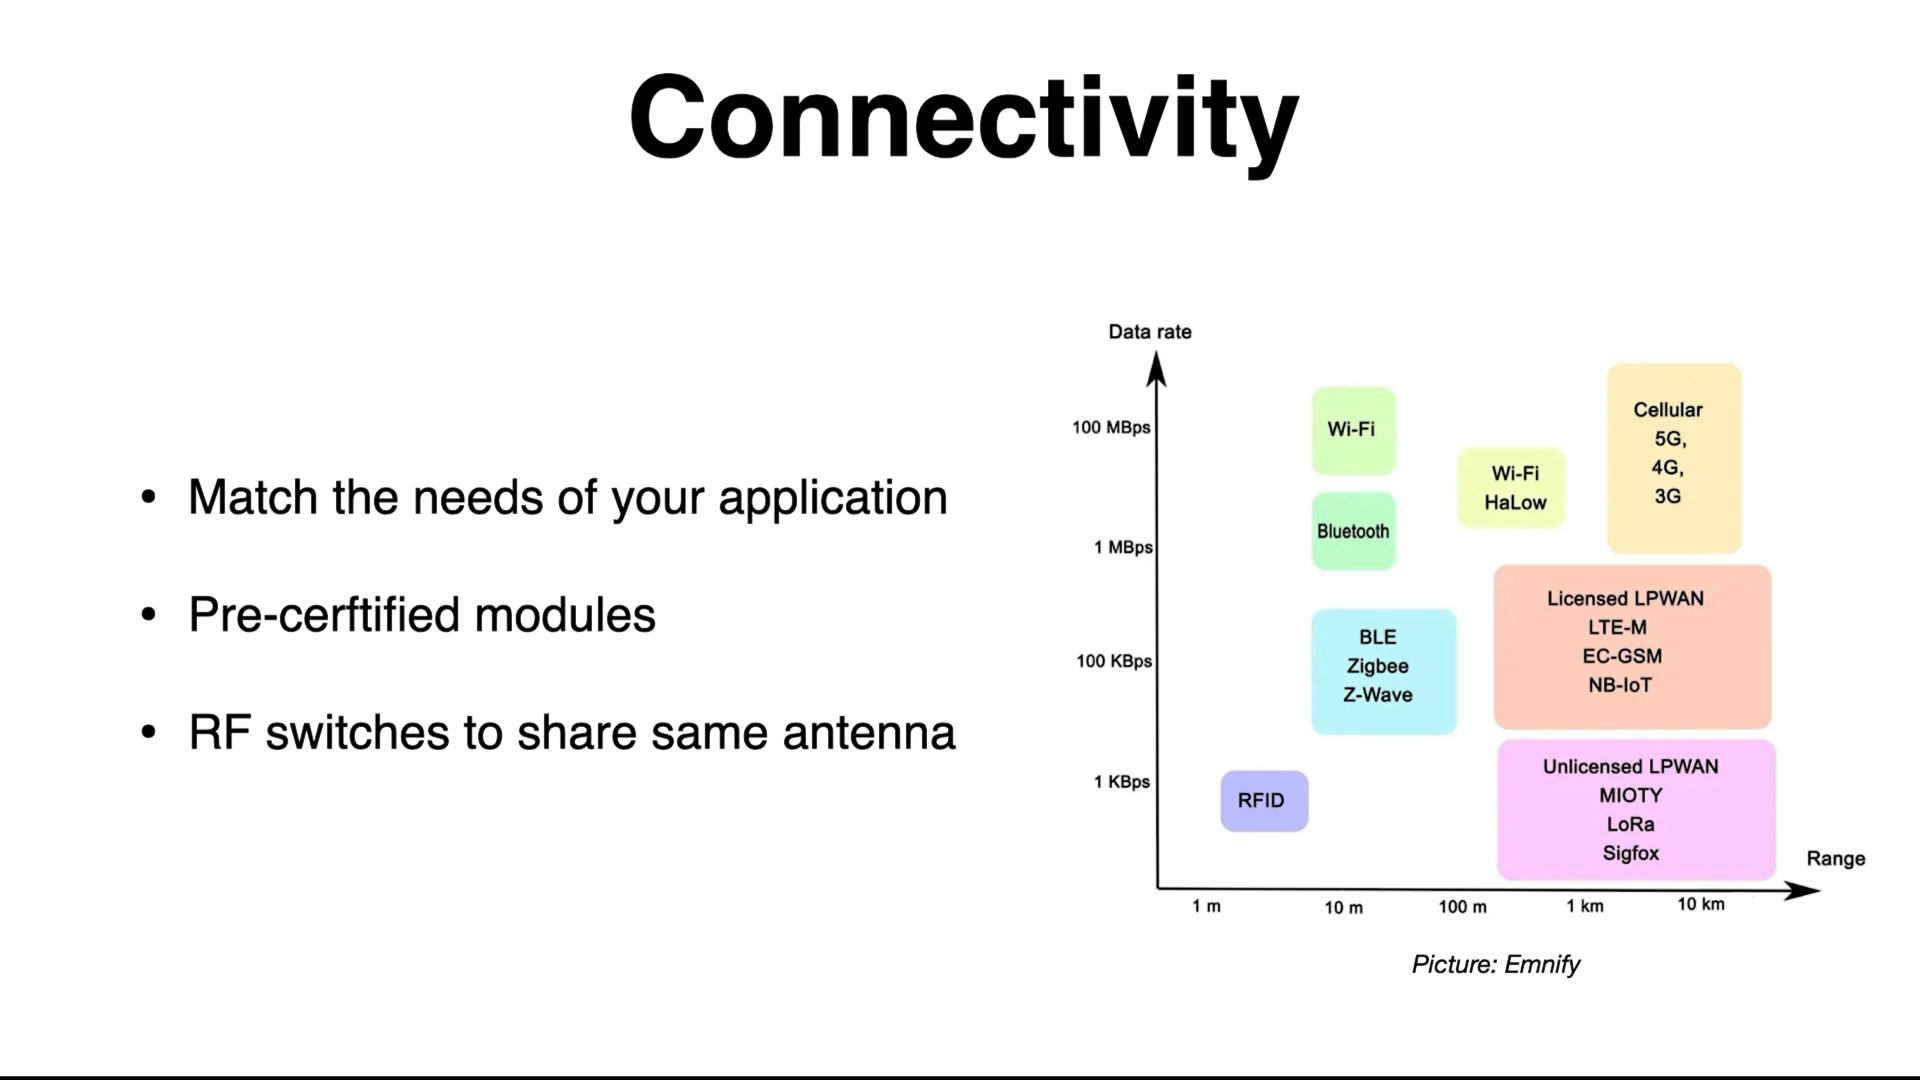 Connectivity
• Match the needs of your application
• Pre-cerftified modules
• RF switches to share same antenna
Data rate
100 MBps
1 MBps
100 KBps
1 KBps
Wi-Fi
Bluetooth
Wi-Fi
HaLow
Cellular
5G,
4G,
3G
BLE
Zigbee
Z-Wave
Licensed LPWAN
LTE-M
EC-GSM
NB-IoT
RFID
Unlicensed LPWAN
MIOTY
LoRa
Sigfox
Range
1 m
10 m
100 m
1 km
10 km
Picture: Emnify